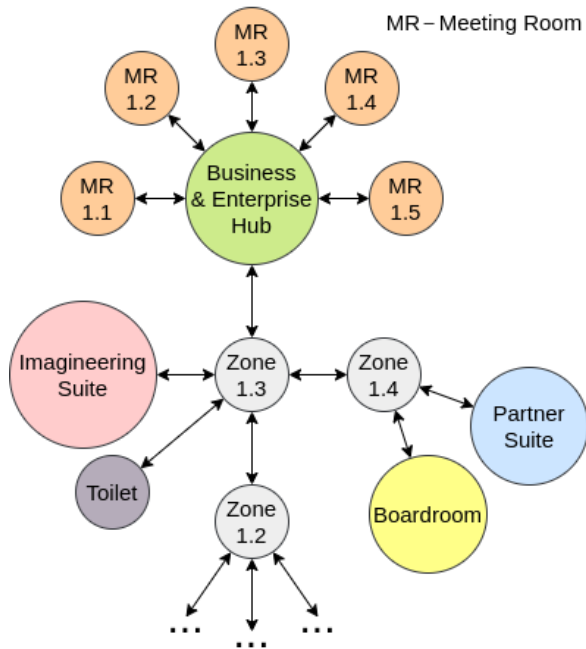 MR – Meeting Room
MR
1.3
MR
1.2
MR
1.4
MR
1.1
Business
& Enterprise
Hub
MR
1.5
Imagineering
Suite
Zone
1.3
Zone
1.4
Partner
Suite
Toilet
Boardroom
Zone
1.2
...
...
...